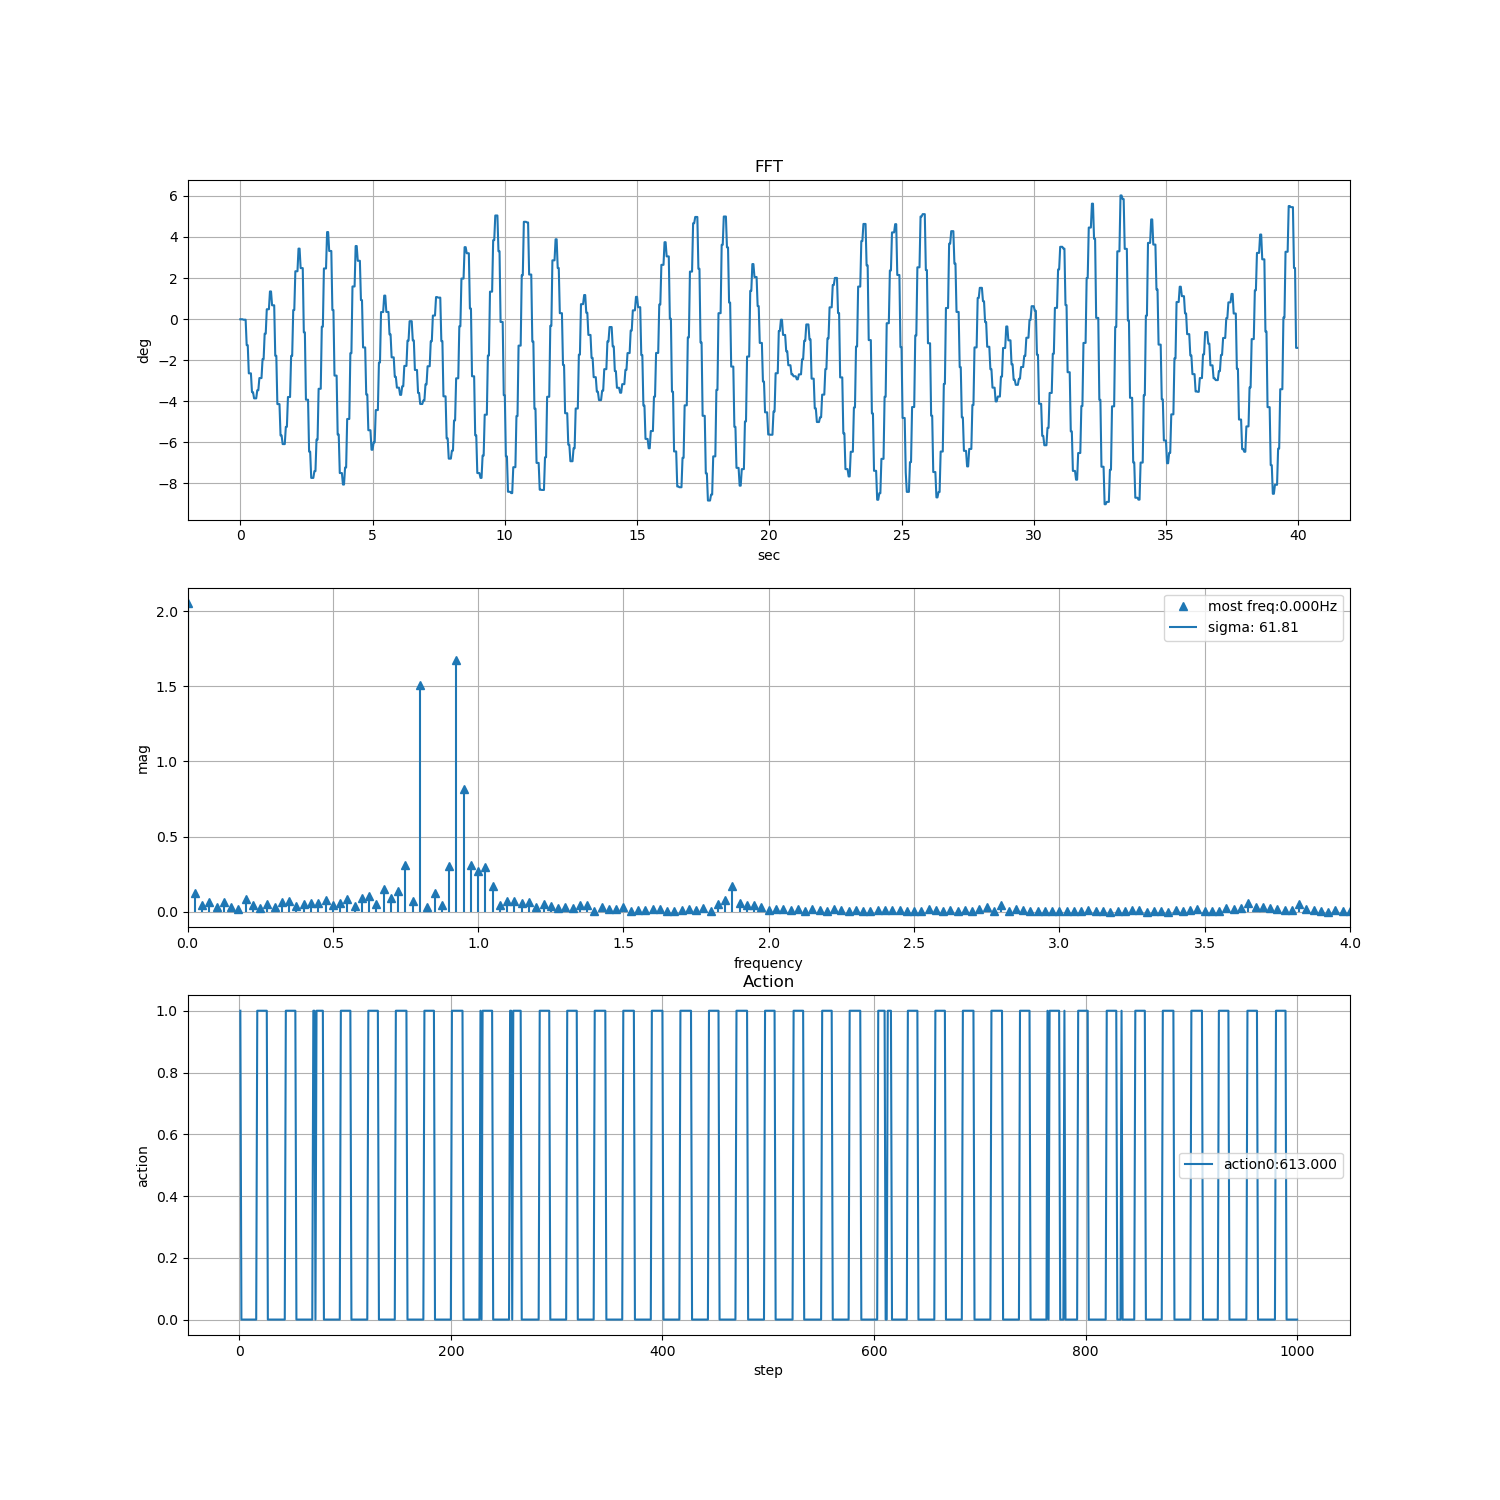 FFT
6
4
2
0
−2
−4
−6
−8
deg
0 5 10 15 20 25 30 35 40
sec
most freq:0.000Hz
sigma: 61.81
2.0
1.5
1.0
0.5
0.0
mag
0.0 0.5 1.0 1.5 2.0 2.5 3.0 3.5 4.0
frequency
Action
1.0
0.8
0.6
0.4
0.2
0.0
action
action0:613.000
0 200 400 600 800 1000
step